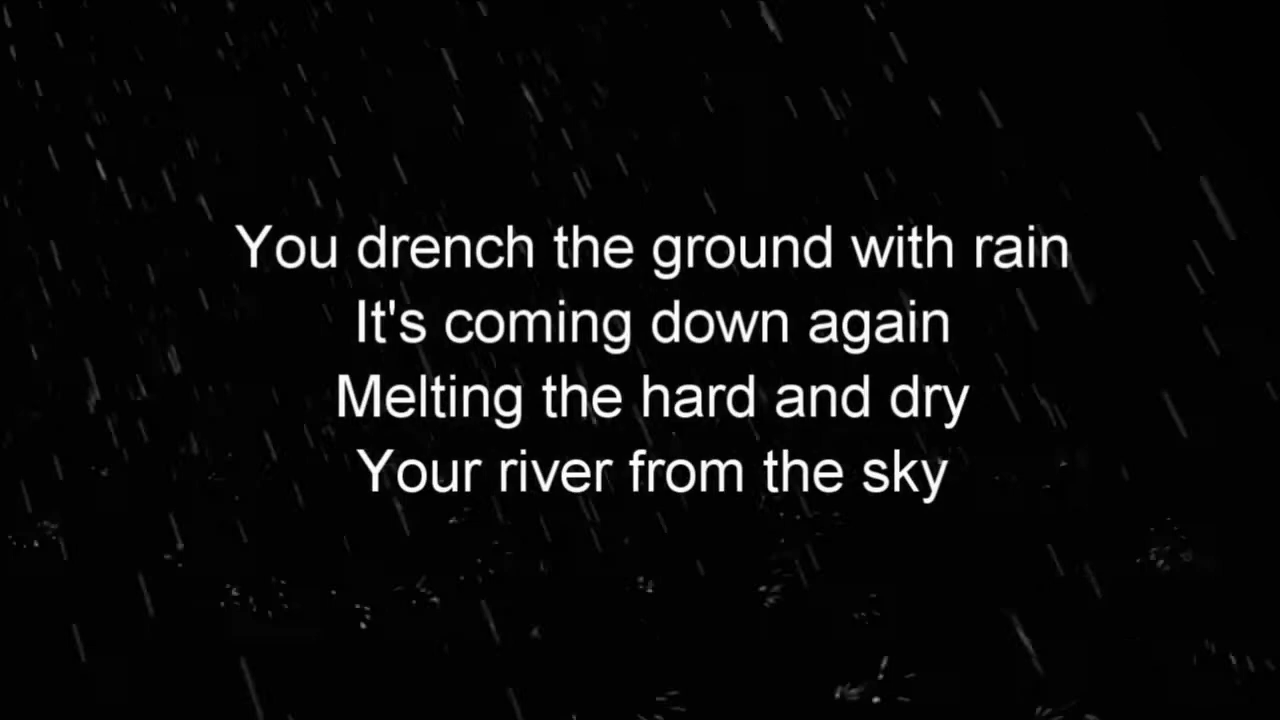 You drench the ground with rain
It's coming down again
Melting the hard and dry
Your river from the sky